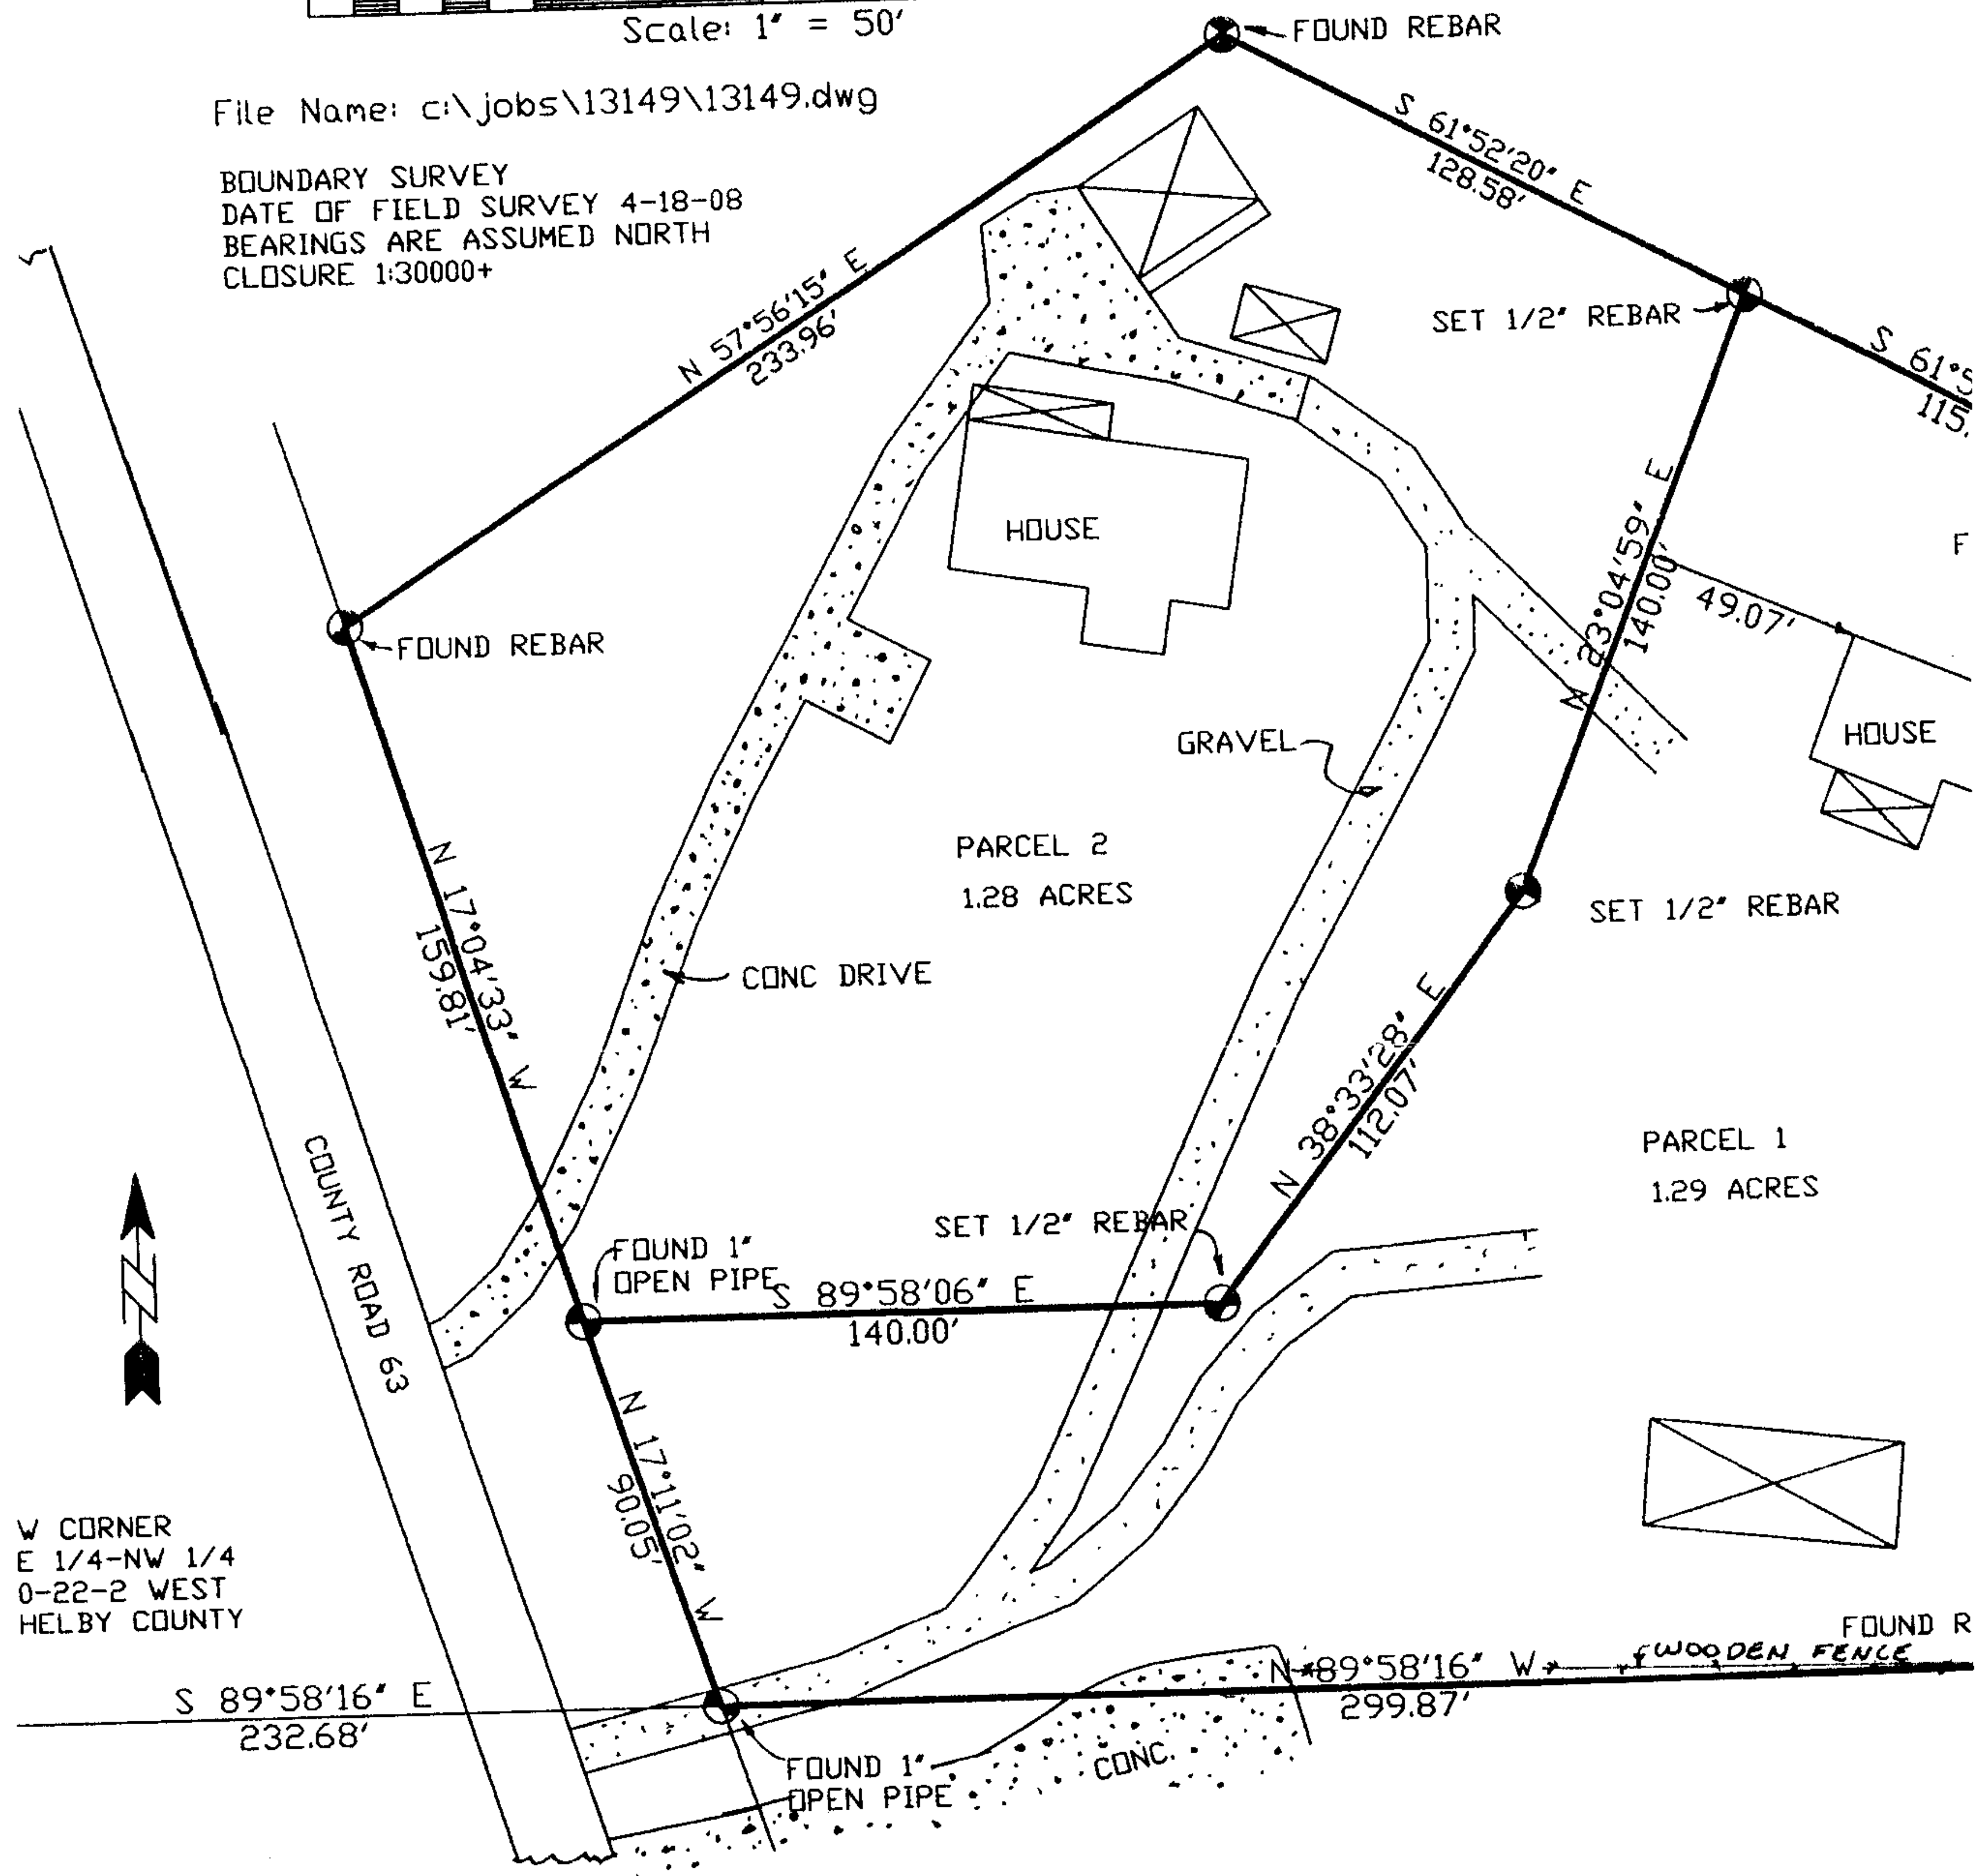 Scale: 1" = 50'
FOUND REBAR
File Name: c:\jobs\13149\13149.dwg
BOUNDARY SURVEY
DATE OF FIELD SURVEY 4-18-08
BEARINGS ARE ASSUMED NORTH
CLOSURE 1:30000+
S 61°52'20" E
128.58'
N 57°56'15" E
233.96'
SET 1/2" REBAR
S 61°5
115.
HOUSE
F
N 23°04'59" E
140.00'
49.07'
FOUND REBAR
HOUSE
GRAVEL
PARCEL 2
1.28 ACRES
SET 1/2" REBAR
N 17°04'33" W
159.81'
CONC DRIVE
N 38°33'28" E
112.07'
PARCEL 1
1.29 ACRES
COUNTY ROAD 63
SET 1/2" REBAR
FOUND 1"
OPEN PIPE
S 89°58'06" E
140.00'
N
N 17°11'02" W
90.05'
W CORNER
E 1/4-NW 1/4
0-22-2 WEST
HELBY COUNTY
FOUND R
WOODEN FENCE
N 89°58'16" W
299.87'
S 89°58'16" E
232.68'
FOUND 1"
OPEN PIPE
CONC.